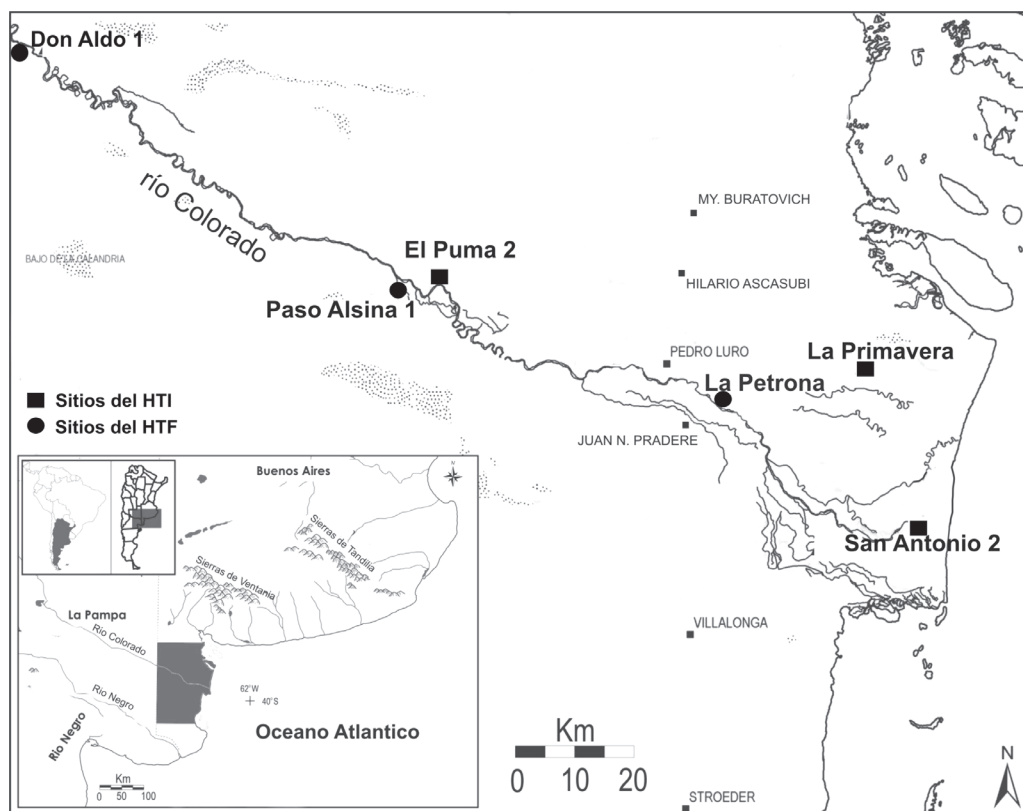 Don Aldo 1
río Colorado
MY. BURATOVICH
BAJO DE LA CALANDRIA
El Puma 2
HILARIO ASCASUBI
Paso Alsina 1
PEDRO LURO
La Primavera
La Petrona
Sitios del HTI
Sitios del HTF
JUAN N. PRADERE
San Antonio 2
VILLALONGA
STROEDER
Km
0 10 20
N
Buenos Aires
N
Sierras de Tandilia
Sierras de Ventania
La Pampa
Río Colorado
Río Negro
Río Negro
62°W
40°S
Oceano Atlantico
Km
0 50 100